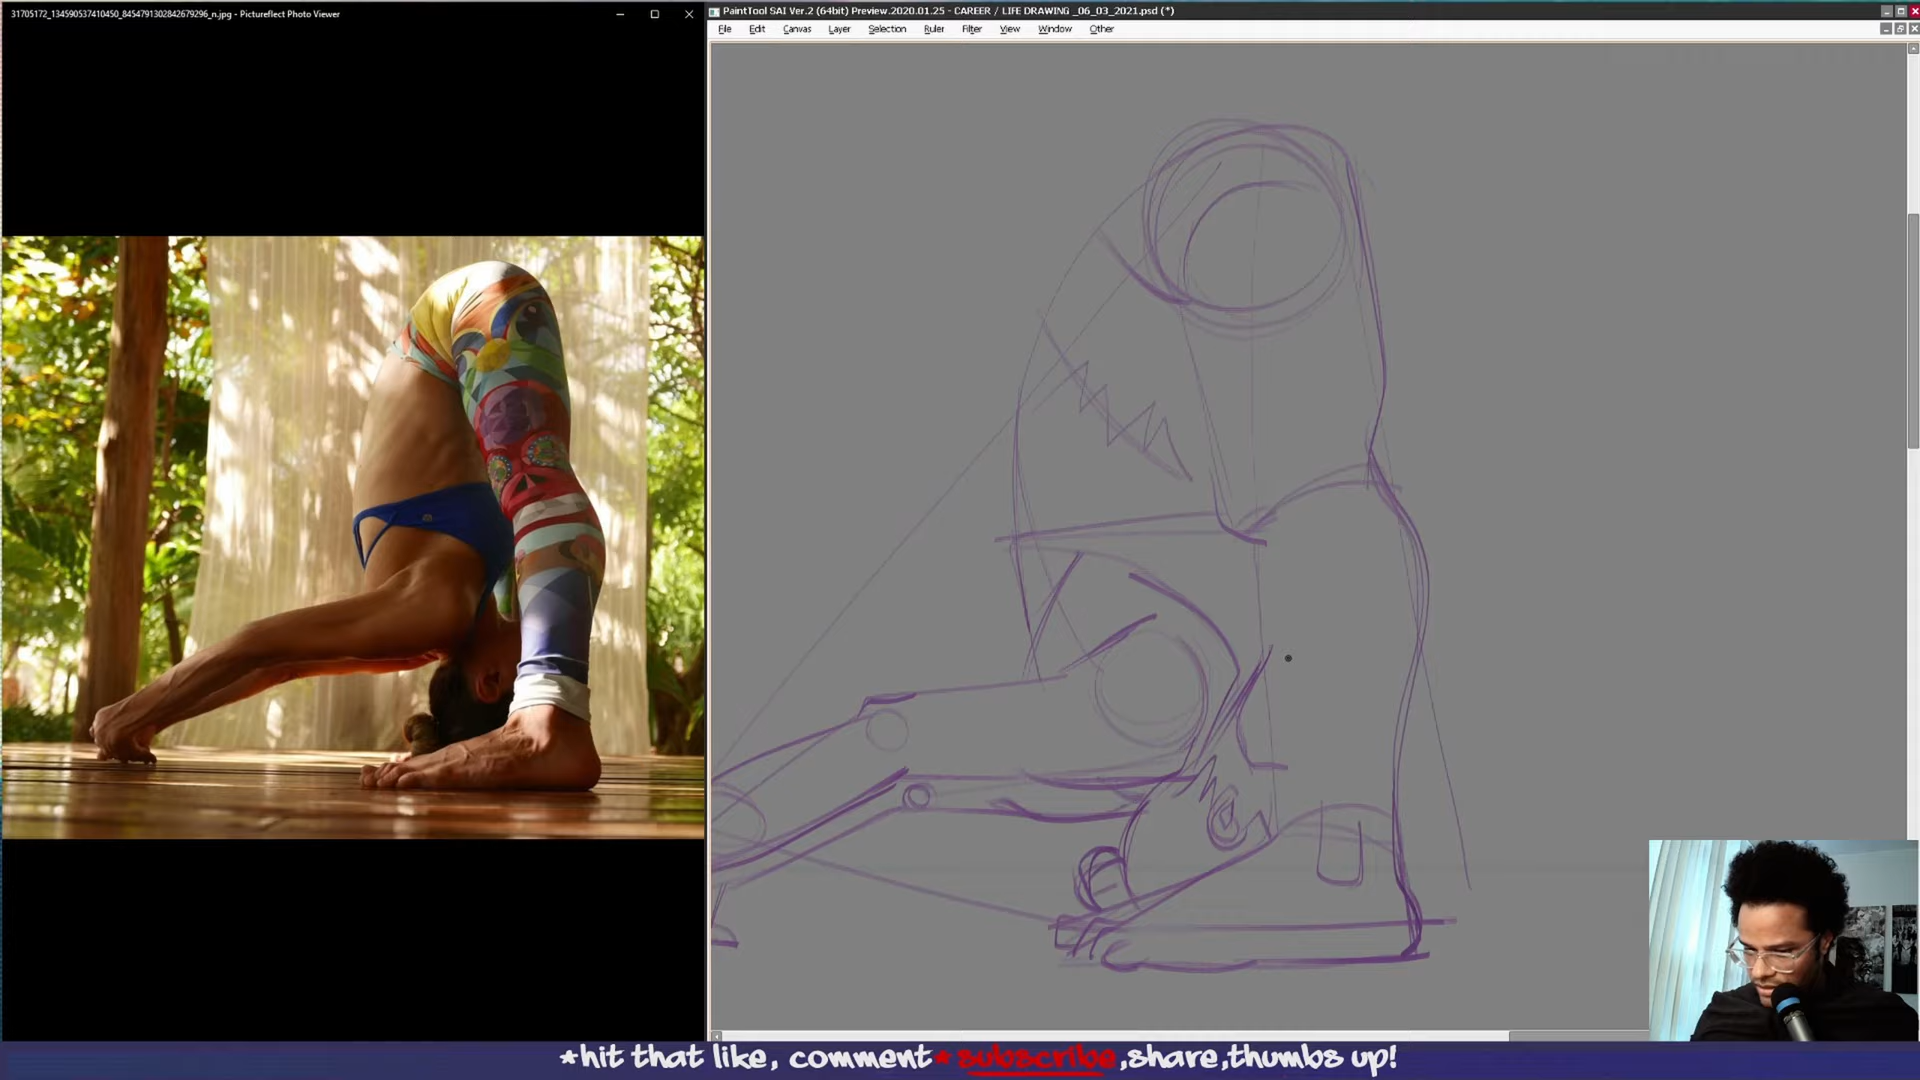 31705172_134590537410450_8454791302842679296_n.jpg - Pictureflect Photo Viewer
PaintTool SAI Ver.2 (64bit) Preview.2020.01.25 - CAREER / LIFE DRAWING _06_03_2021.psd (*)
File Edit Canvas Layer Selection Ruler Filter View Window Other
*hit that like, comment* subscribe,share,thumbs up!